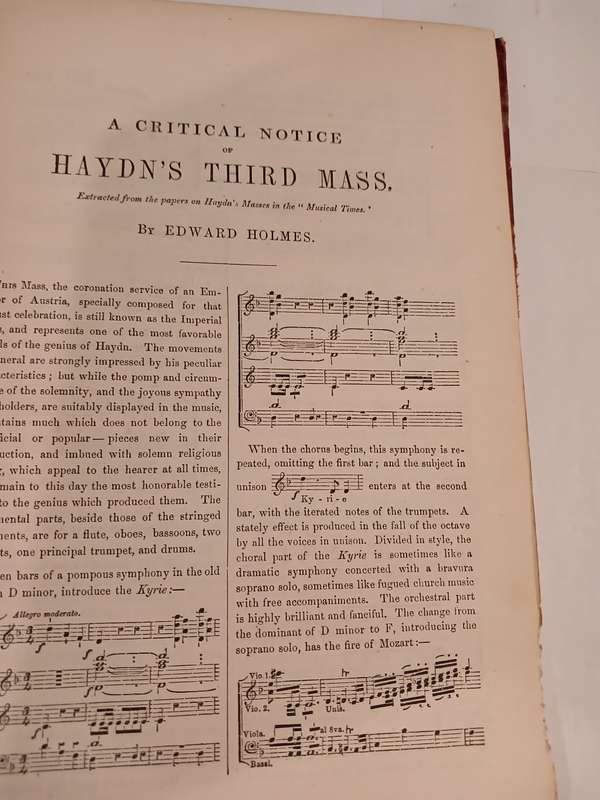 A CRITICAL NOTICE
OF
HAYDN'S THIRD MASS.
Extracted from the papers on Haydn's Masses in the "Musical Times.'
BY EDWARD HOLMES.
Mass, the coronation service of an Em-
of Austria, specially composed for that
celebration, is still known as the Imperial
and represents one of the most favorable
of the genius of Haydn. The movements
are strongly impressed by his peculiar
; but while the pomp and circum-
of the solemnity, and the joyous sympathy
holders, are suitably displayed in the music,
much which does not belong to the
or popular—pieces new in their
and imbued with solemn religious
which appeal to the hearer at all times,
main to this day the most honorable testi-
to the genius which produced them. The
parts, beside those of the stringed
are for a flute, oboes, bassoons, two
one principal trumpet, and drums.
bars of a pompous symphony in the old
D minor, introduce the Kyrie:—
Allegro moderato.
f
f
f
When the chorus begins, this symphony is re-
peated, omitting the first bar; and the subject in
unison enters at the second
f Ky - ri - e
bar, with the iterated notes of the trumpets. A
stately effect is produced in the fall of the octave
by all the voices in unison. Divided in style, the
choral part of the Kyrie is sometimes like a
dramatic symphony concerted with a bravura
soprano solo, sometimes like fugued church music
with free accompaniments. The orchestral part
is highly brilliant and fanciful. The change from
the dominant of D minor to F, introducing the
soprano solo, has the fire of Mozart:—
Vio 1.
tr
Vio. 2. Unis.
Viola. al 8va. tr
Bassi.